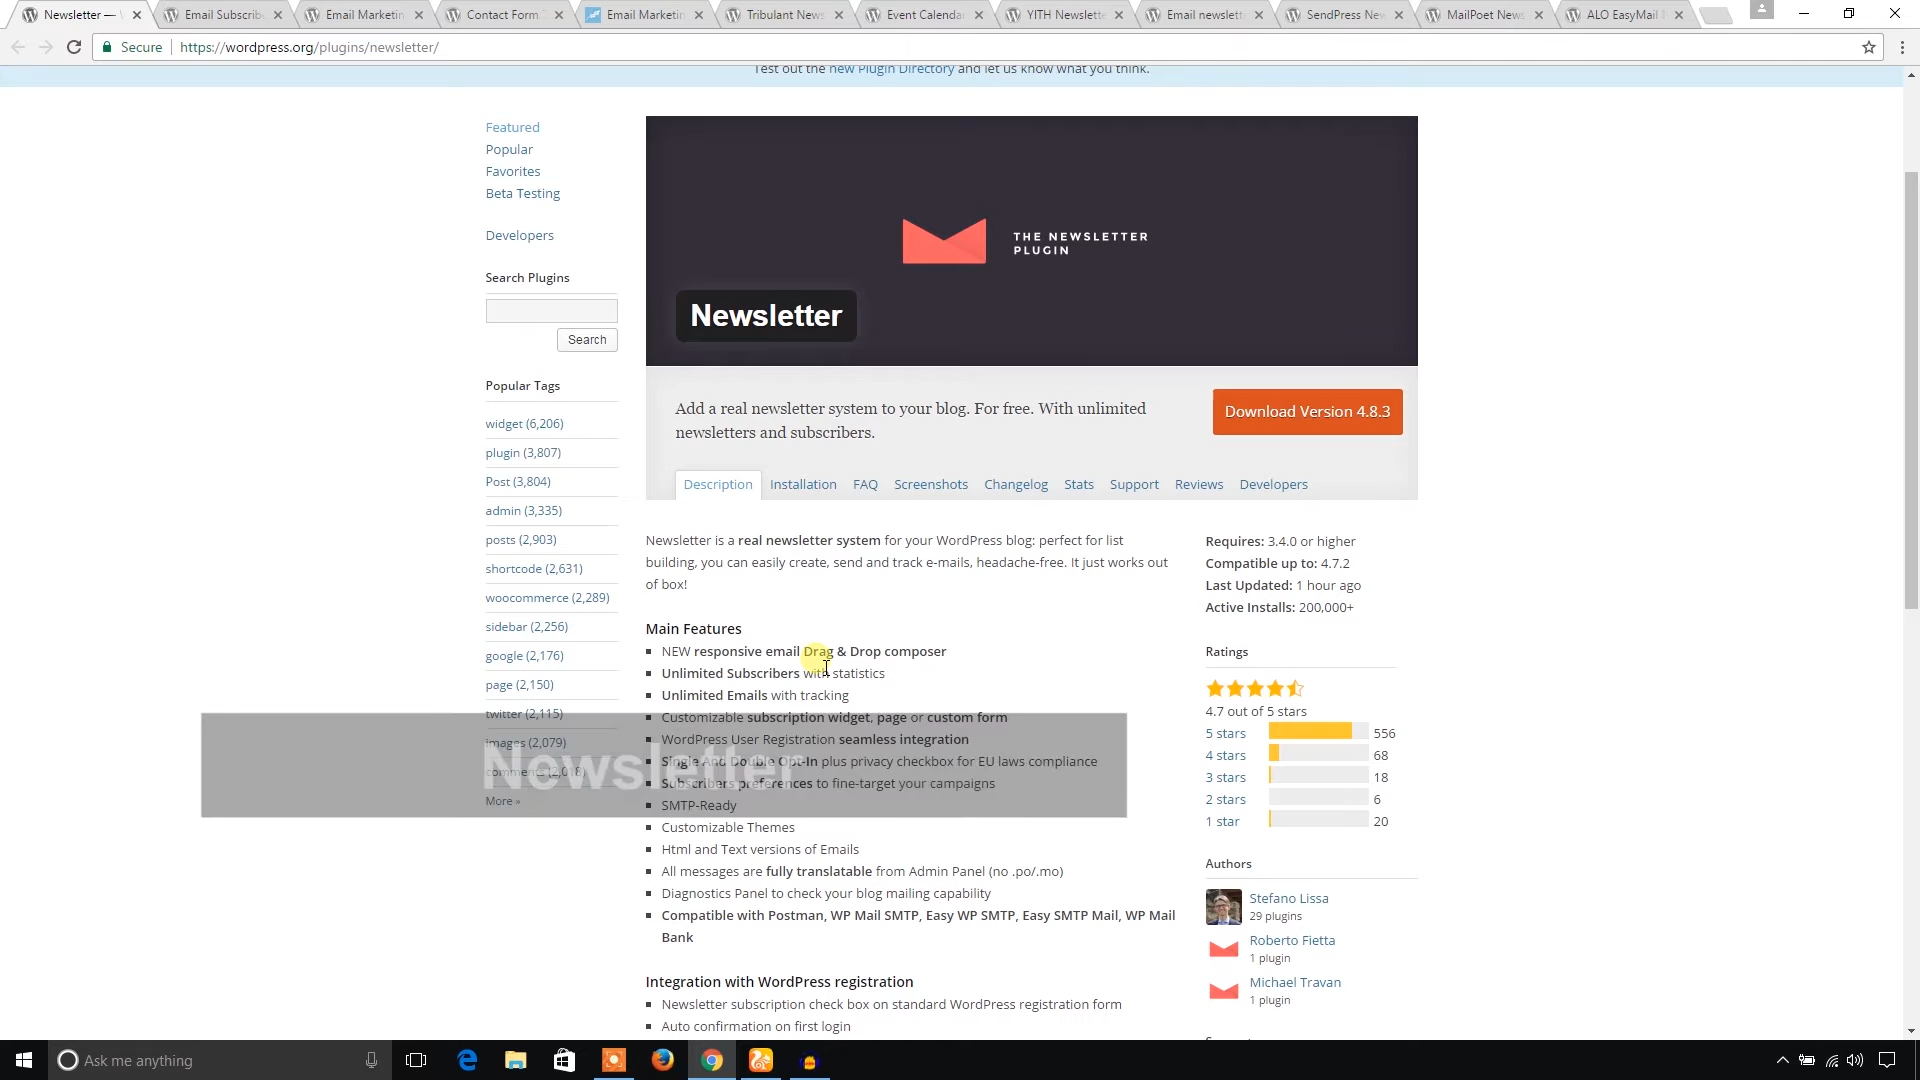 Newsletter —
Email Subscrib
Email Marketin
Contact Form
Email Marketin
Tribulant News
Event Calenda
YITH Newslette
Email newslett
SendPress New
MailPoet News
ALO EasyMail
Secure
https://wordpress.org/plugins/newsletter/
Test out the new Plugin Directory and let us know what you think.
Featured
Popular
Favorites
Beta Testing
Developers
Search Plugins
Search
Popular Tags
widget (6,206)
plugin (3,807)
Post (3,804)
admin (3,335)
posts (2,903)
shortcode (2,631)
woocommerce (2,289)
sidebar (2,256)
google (2,176)
page (2,150)
twitter (2,115)
images (2,079)
comments (2,018)
More »
THE NEWSLETTER
PLUGIN
Newsletter
Add a real newsletter system to your blog. For free. With unlimited
newsletters and subscribers.
Download Version 4.8.3
Description Installation FAQ Screenshots Changelog Stats Support Reviews Developers
Newsletter is a real newsletter system for your WordPress blog: perfect for list
building, you can easily create, send and track e-mails, headache-free. It just works out
of box!
Main Features
NEW responsive email Drag & Drop composer
Unlimited Subscribers with statistics
Unlimited Emails with tracking
Customizable subscription widget, page or custom form
WordPress User Registration seamless integration
Single And Double Opt-In plus privacy checkbox for EU laws compliance
Subscribers preferences to fine-target your campaigns
SMTP-Ready
Customizable Themes
Html and Text versions of Emails
All messages are fully translatable from Admin Panel (no .po/.mo)
Diagnostics Panel to check your blog mailing capability
Compatible with Postman, WP Mail SMTP, Easy WP SMTP, Easy SMTP Mail, WP Mail
Bank
Integration with WordPress registration
Newsletter subscription check box on standard WordPress registration form
Auto confirmation on first login
Newsletter
Requires: 3.4.0 or higher
Compatible up to: 4.7.2
Last Updated: 1 hour ago
Active Installs: 200,000+
Ratings
4.7 out of 5 stars
5 stars 556
4 stars 68
3 stars 18
2 stars 6
1 star 20
Authors
Stefano Lissa
29 plugins
Roberto Fietta
1 plugin
Michael Travan
1 plugin
Ask me anything